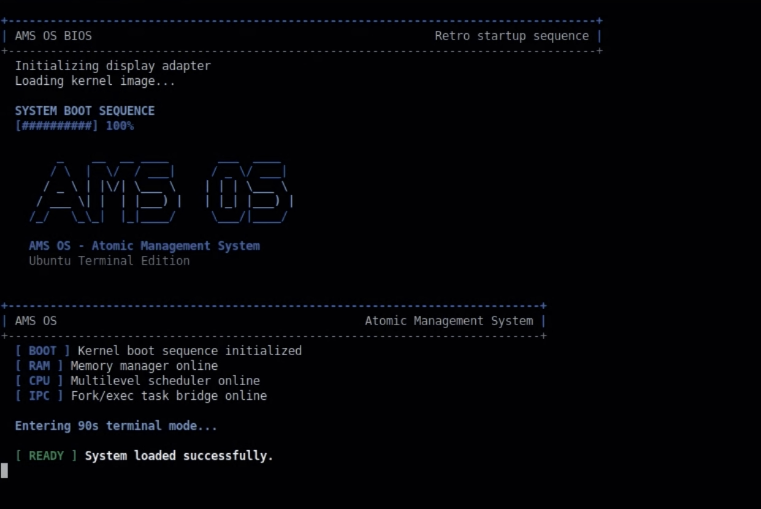 AMS OS BIOS Retro startup sequence
Initializing display adapter
Loading kernel image...
SYSTEM BOOT SEQUENCE
[##########] 100%
AMS OS
AMS OS - Atomic Management System
Ubuntu Terminal Edition
AMS OS Atomic Management System
[ BOOT ] Kernel boot sequence initialized
[ RAM ] Memory manager online
[ CPU ] Multilevel scheduler online
[ IPC ] Fork/exec task bridge online
Entering 90s terminal mode...
[ READY ] System loaded successfully.